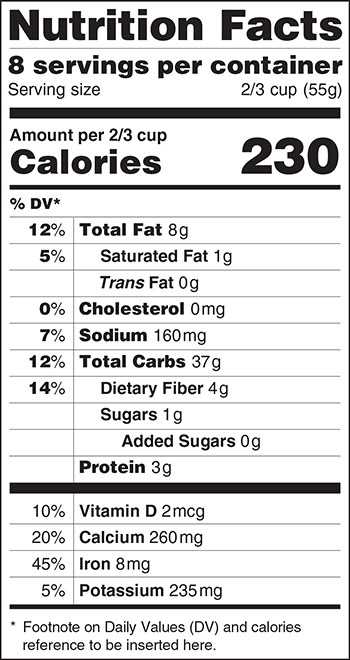 Nutrition Facts
8 servings per container
Serving size 2/3 cup (55g)
Amount per 2/3 cup
Calories 230
% DV*
12% Total Fat 8g
5% Saturated Fat 1g
Trans Fat 0g
0% Cholesterol 0mg
7% Sodium 160mg
12% Total Carbs 37g
14% Dietary Fiber 4g
Sugars 1g
Added Sugars 0g
Protein 3g
10% Vitamin D 2mcg
20% Calcium 260mg
45% Iron 8mg
5% Potassium 235mg
* Footnote on Daily Values (DV) and calories
reference to be inserted here.